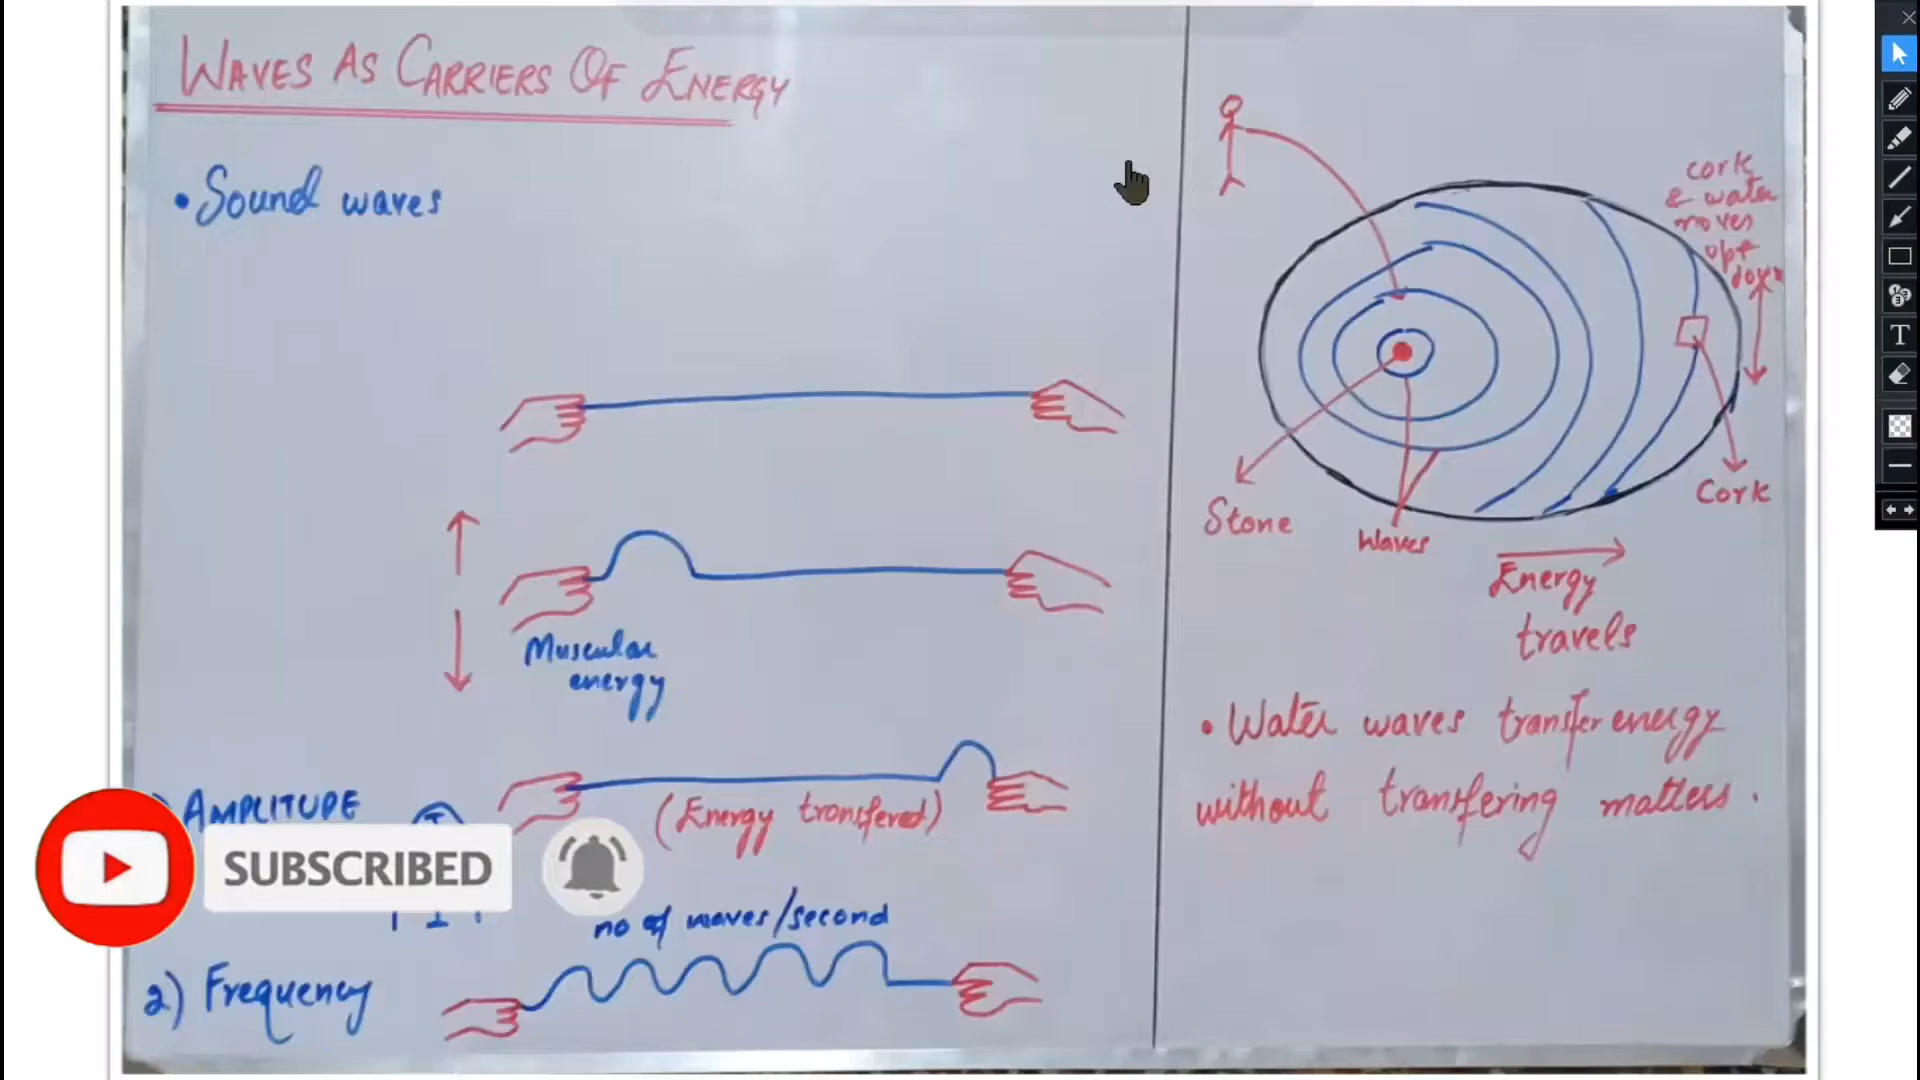 WAVES AS CARRIERS OF ENERGY
• Sound waves
Muscular
energy
(Energy transfered)
AMPLITUDE
SUBSCRIBED
no of waves/second
2) Frequency
cork
& water
moves
up &
down
Stone
Waves
Cork
Energy
travels
• Water waves transfer energy
without transfering matters.
T